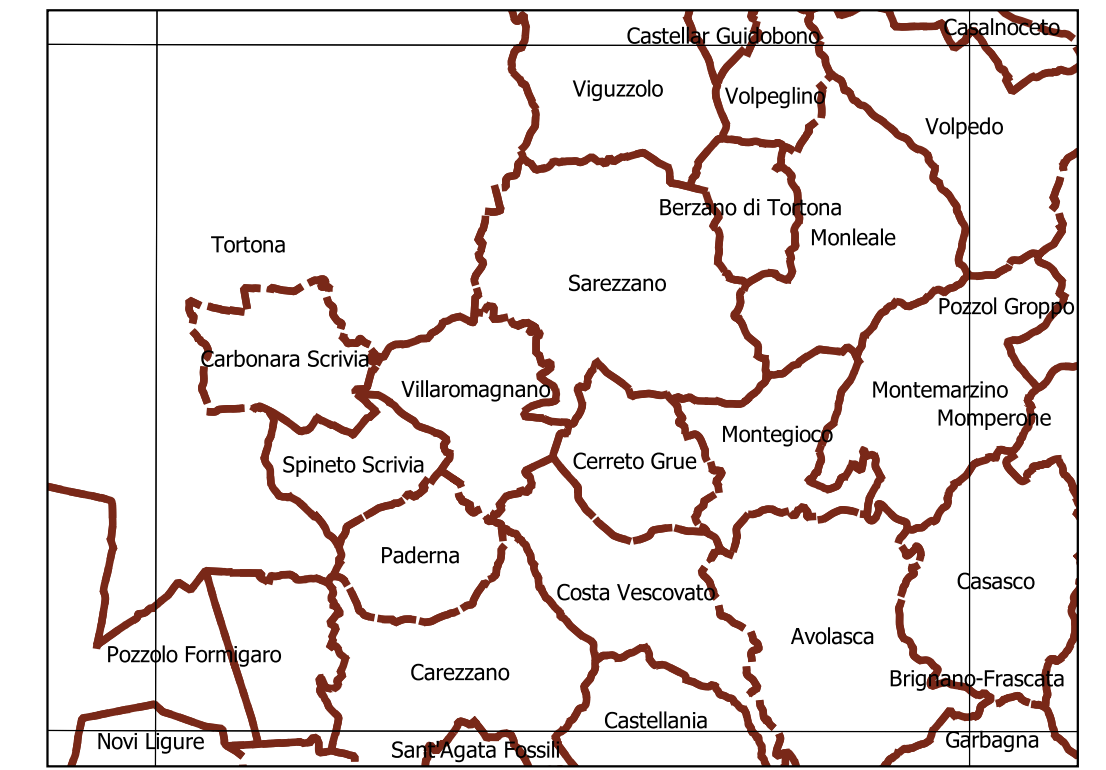 Casalnoceto
Castellar Guidobono
Viguzzolo
Volpeglino
Volpedo
Berzano di Tortona
Monleale
Tortona
Sarezzano
Pozzol Groppo
Carbonara Scrivia
Villaromagnano
Montemarzino
Momperone
Montegioco
Spineto Scrivia
Cerreto Grue
Paderna
Casasco
Costa Vescovato
Avolasca
Pozzolo Formigaro
Carezzano
Brignano-Frascata
Castellania
Novi Ligure
Sant'Agata Fossili
Garbagna